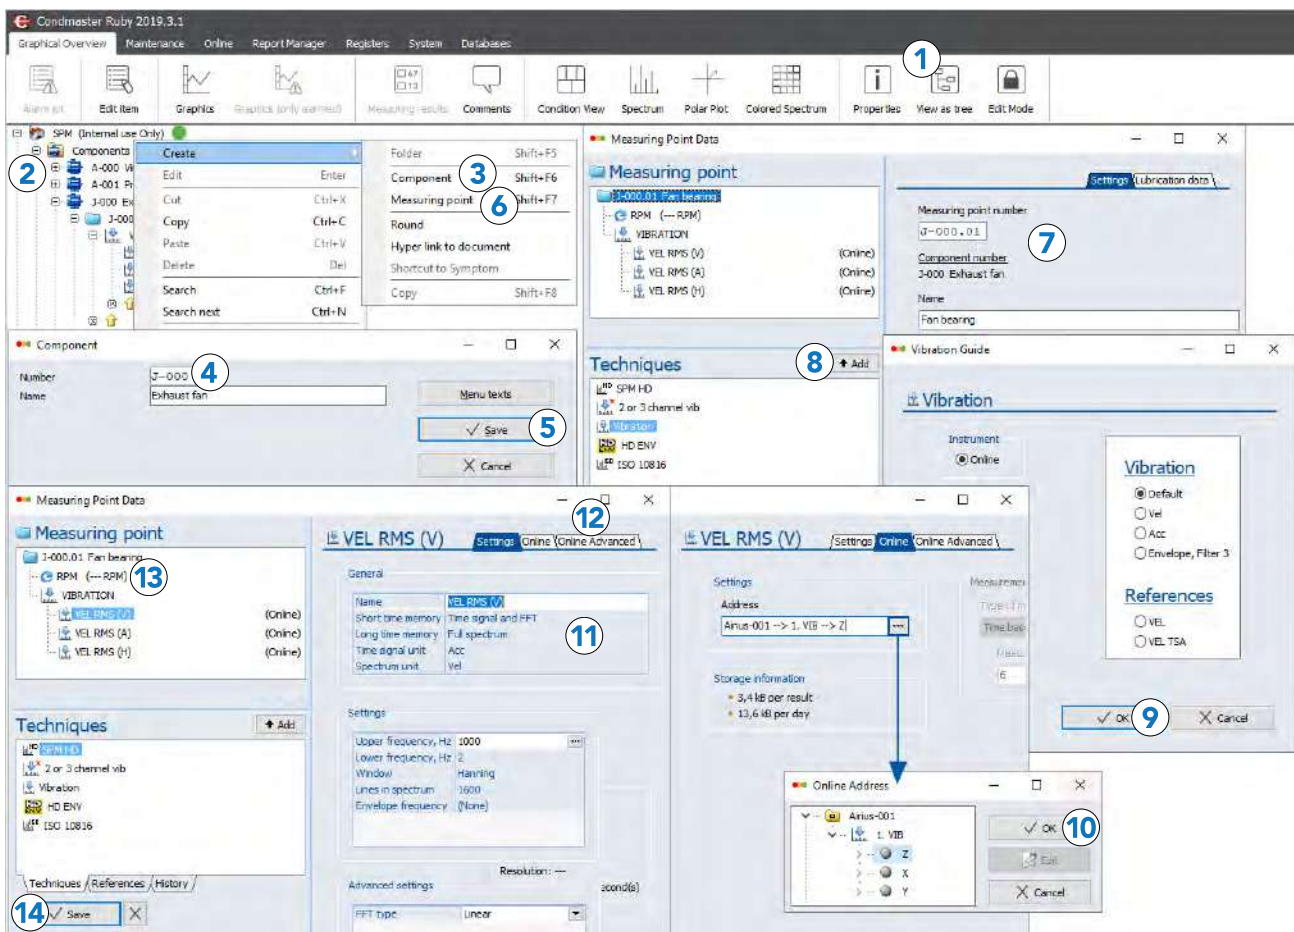 Condmaster Ruby 2019.3.1
Graphical Overview Maintenance Online Report Manager Registers System Databases
1
Alarm list Edit item Graphics Graphics (only alarmed) Measuring results Comments Condition View Spectrum Polar Plot Colored Spectrum Properties View as tree Edit Mode
SPM (Internal use Only)
Components
2
A-000
A-001
J-000
J-000
Create
Edit Enter
Cut Ctrl+X
Copy Ctrl+C
Paste Ctrl+V
Delete Del
Search Ctrl+F
Search next Ctrl+N
Folder Shift+F5
Component 3 Shift+F6
Measuring point 6 Shift+F7
Round
Hyper link to document
Shortcut to Symptom
Copy Shift+F8
Measuring Point Data
Measuring point
J-000.01 Fan bearing
RPM (--- RPM)
VIBRATION
VEL RMS (V) (Online)
VEL RMS (A) (Online)
VEL RMS (H) (Online)
Settings Lubrication data
Measuring point number
J-000.01
7
Component number
J-000 Exhaust fan
Name
Fan bearing
Techniques
8
Add
SPM HD
2 or 3 channel vib
Vibration
HD ENV
ISO 10816
Component
Number J-000 4
Name Exhaust fan
Menu texts
Save 5
Cancel
Vibration Guide
Vibration
Instrument
Online
Vibration
Default
Vel
Acc
Envelope, Filter 3
References
VEL
VEL TSA
OK 9 Cancel
Measuring Point Data
Measuring point
J-000.01 Fan bearing
RPM (--- RPM) 13
VIBRATION
VEL RMS (V) (Online)
VEL RMS (A) (Online)
VEL RMS (H) (Online)
Techniques
Add
SPM HD
2 or 3 channel vib
Vibration
HD ENV
ISO 10816
Techniques References History
14 Save
12
VEL RMS (V) Settings Online Online Advanced
General
Name VEL RMS (V)
Short time memory Time signal and FFT
Long time memory Full spectrum
Time signal unit Acc
Spectrum unit Vel
11
Settings
Upper frequency, Hz 1000
Lower frequency, Hz 2
Window Hanning
Lines in spectrum 1600
Envelope frequency (None)
Resolution: ---
Advanced settings
FFT type Linear
second(s)
VEL RMS (V) Settings Online Online Advanced
Settings
Address
Airius-001 --> 1. VIB --> Z
Storage information
3,4 kB per result
13,6 kB per day
6
Online Address
Airius-001
1. VIB
Z
X
Y
OK 10
Edit
Cancel